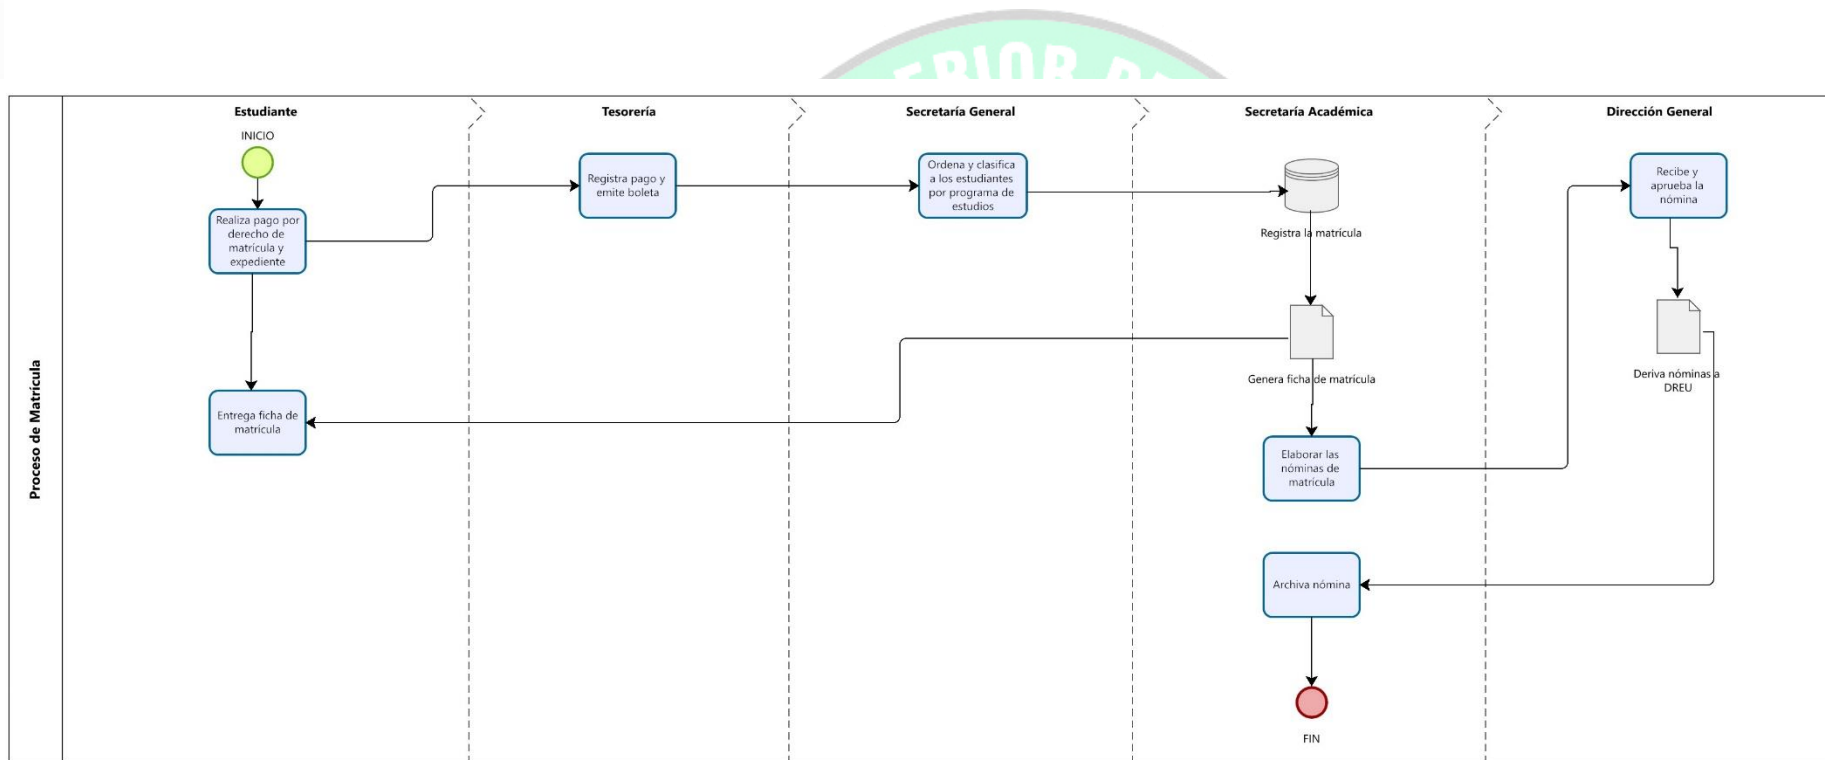 Estudiante
Tesorería
Secretaría General
Secretaría Académica
Dirección General
Proceso de Matrícula
INICIO
Realiza pago por
derecho de
matrícula y
expediente
Registra pago y
emite boleta
Ordena y clasifica
a los estudiantes
por programa de
estudios
Registra la matrícula
Recibe y
aprueba la
nómina
Genera ficha de matrícula
Deriva nóminas a
DREU
Entrega ficha de
matrícula
Elaborar las
nóminas de
matrícula
Archiva nómina
FIN